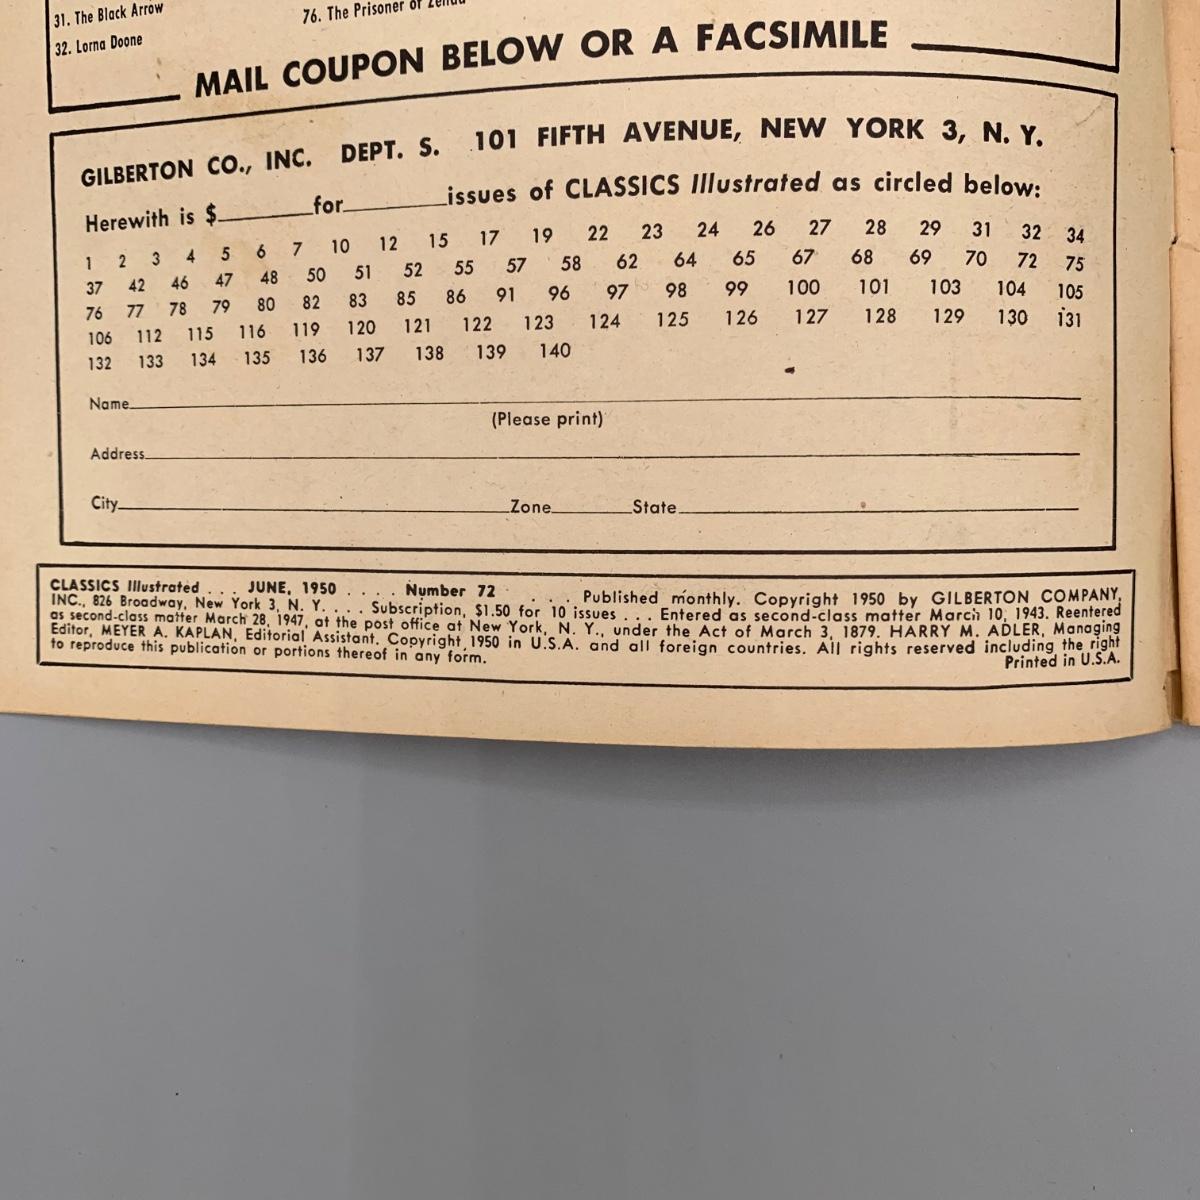 31. The Black Arrow
76. The Prisoner of Zenda
32. Lorna Doone
MAIL COUPON BELOW OR A FACSIMILE
GILBERTON CO., INC. DEPT. S. 101 FIFTH AVENUE, NEW YORK 3, N. Y.
Herewith is $______for______issues of CLASSICS Illustrated as circled below:
1 2 3 4 5 6 7 10 12 15 17 19 22 23 24 26 27 28 29 31 32 34
37 42 46 47 48 50 51 52 55 57 58 62 64 65 67 68 69 70 72 75
76 77 78 79 80 82 83 85 86 91 96 97 98 99 100 101 103 104 105
106 112 115 116 119 120 121 122 123 124 125 126 127 128 129 130 131
132 133 134 135 136 137 138 139 140
Name
(Please print)
Address
City Zone State
CLASSICS Illustrated . . . JUNE, 1950 . . . . Number 72 . . . . Published monthly. Copyright 1950 by GILBERTON COMPANY,
INC., 826 Broadway, New York 3, N. Y. . . . Subscription, $1.50 for 10 issues . . . Entered as second-class matter March 10, 1943. Reentered
as second-class matter March 28, 1947, at the post office at New York, N. Y., under the Act of March 3, 1879. HARRY M. ADLER, Managing
Editor, MEYER A. KAPLAN, Editorial Assistant. Copyright, 1950 in U.S.A. and all foreign countries. All rights reserved including the right
to reproduce this publication or portions thereof in any form. Printed in U.S.A.